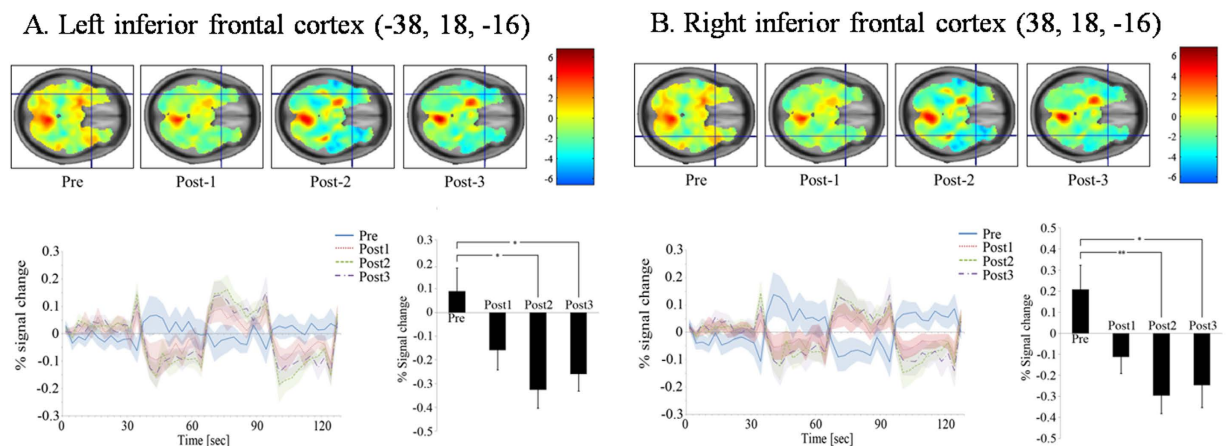 A. Left inferior frontal cortex (-38, 18, -16)
6
4
2
0
-2
-4
-6
Pre
Post-1
Post-2
Post-3
% signal change
0.3
0.2
0.1
0
-0.1
-0.2
-0.3
0
30
60
90
120
Time [sec]
Pre
Post1
Post2
Post3
% Signal change
0.3
0.2
0.1
0
-0.1
-0.2
-0.3
-0.4
-0.5
*
*
Pre
Post1
Post2
Post3
B. Right inferior frontal cortex (38, 18, -16)
6
4
2
0
-2
-4
-6
Pre
Post-1
Post-2
Post-3
% signal change
0.3
0.2
0.1
0
-0.1
-0.2
-0.3
0
30
60
90
120
Time [sec]
Pre
Post1
Post2
Post3
% Signal change
0.5
0.4
0.3
0.2
0.1
0
-0.1
-0.2
-0.3
-0.4
-0.5
*
**
Pre
Post1
Post2
Post3